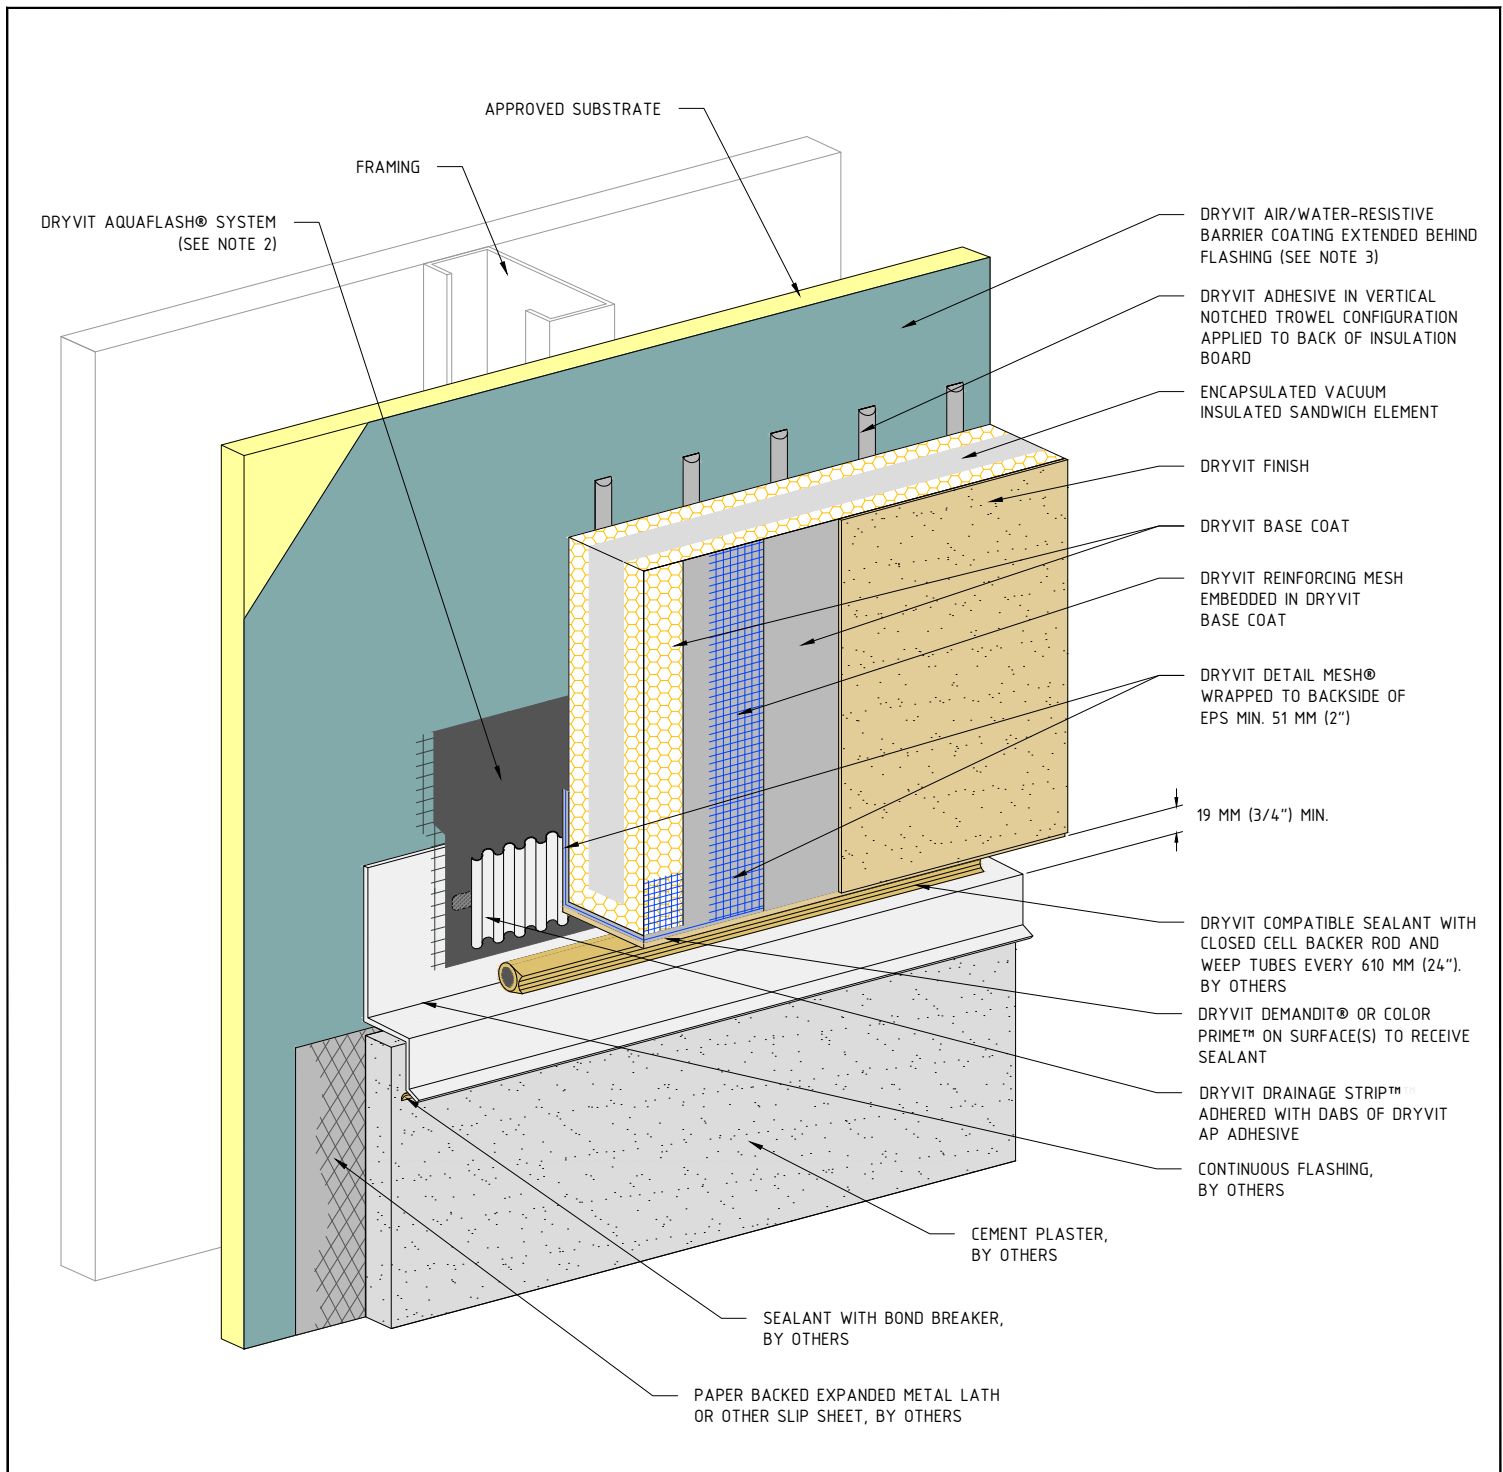 APPROVED SUBSTRATE
FRAMING
DRYVIT AQUAFLASH® SYSTEM
(SEE NOTE 2)
DRYVIT AIR/WATER-RESISTIVE
BARRIER COATING EXTENDED BEHIND
FLASHING (SEE NOTE 3)
DRYVIT ADHESIVE IN VERTICAL
NOTCHED TROWEL CONFIGURATION
APPLIED TO BACK OF INSULATION
BOARD
ENCAPSULATED VACUUM
INSULATED SANDWICH ELEMENT
DRYVIT FINISH
DRYVIT BASE COAT
DRYVIT REINFORCING MESH
EMBEDDED IN DRYVIT
BASE COAT
DRYVIT DETAIL MESH®
WRAPPED TO BACKSIDE OF
EPS MIN. 51 MM (2")
19 MM (3/4") MIN.
DRYVIT COMPATIBLE SEALANT WITH
CLOSED CELL BACKER ROD AND
WEEP TUBES EVERY 610 MM (24").
BY OTHERS
DRYVIT DEMANDIT® OR COLOR
PRIME™ ON SURFACE(S) TO RECEIVE
SEALANT
DRYVIT DRAINAGE STRIP™
ADHERED WITH DABS OF DRYVIT
AP ADHESIVE
CONTINUOUS FLASHING,
BY OTHERS
CEMENT PLASTER,
BY OTHERS
SEALANT WITH BOND BREAKER,
BY OTHERS
PAPER BACKED EXPANDED METAL LATH
OR OTHER SLIP SHEET, BY OTHERS